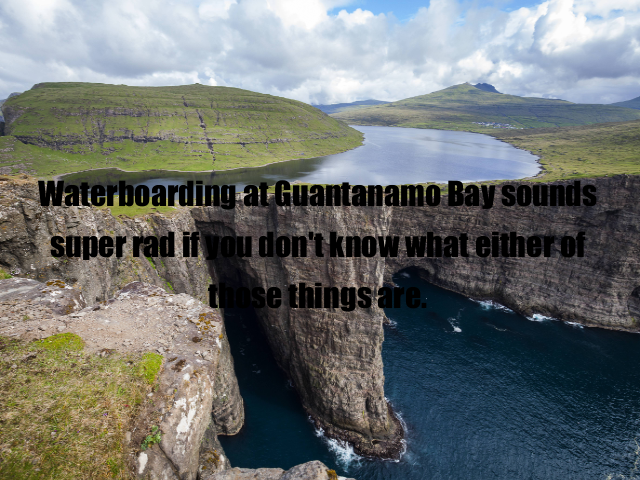 Waterboarding at Guantanamo Bay sounds
super rad if you don't know what either of
those things are.